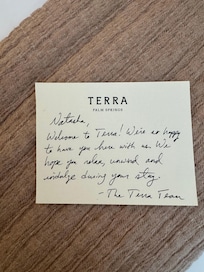 TERRA
PALM SPRINGS
Natasha,
Welcome to Terra! We're so happy
to have you here with us. We
hope you relax, unwind and
indulge during your stay.
- The Terra Team